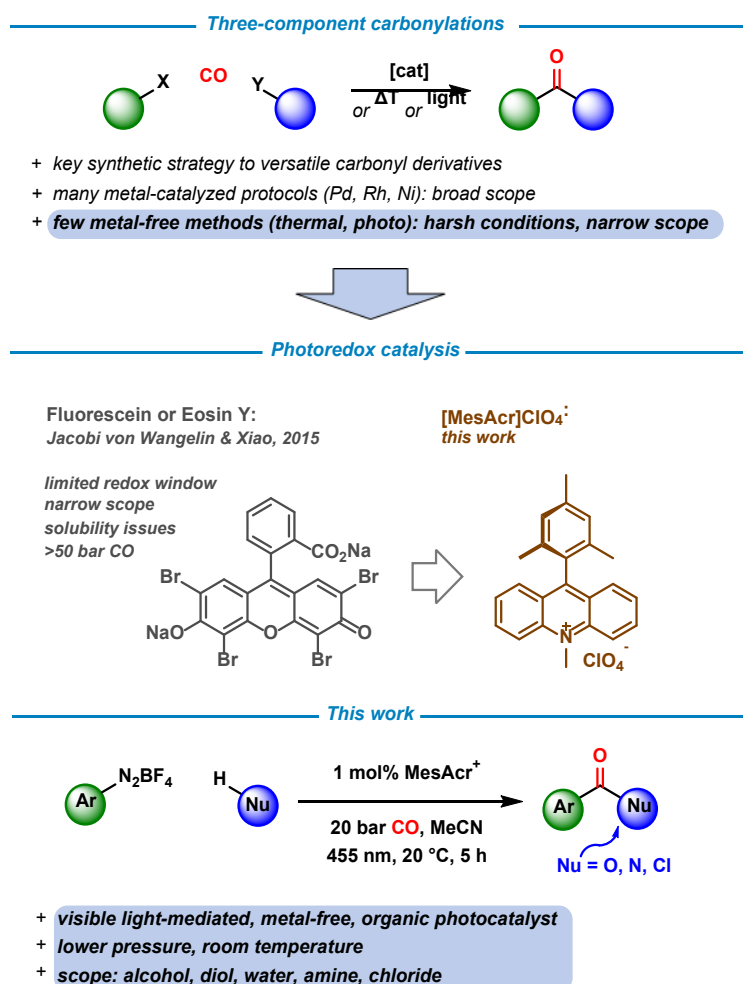 Three-component carbonylations
X CO Y [cat] O
or ΔT or light
+ key synthetic strategy to versatile carbonyl derivatives
+ many metal-catalyzed protocols (Pd, Rh, Ni): broad scope
+ few metal-free methods (thermal, photo): harsh conditions, narrow scope
Photoredox catalysis
Fluorescein or Eosin Y:
Jacobi von Wangelin & Xiao, 2015
[MesAcr]ClO4:
this work
limited redox window
narrow scope
solubility issues
>50 bar CO
CO2Na
Br Br
NaO O O
Br Br
N+
ClO4-
This work
N2BF4 H 1 mol% MesAcr+ O
Ar Nu Ar Nu
20 bar CO, MeCN
455 nm, 20 °C, 5 h
Nu = O, N, Cl
+ visible light-mediated, metal-free, organic photocatalyst
+ lower pressure, room temperature
+ scope: alcohol, diol, water, amine, chloride